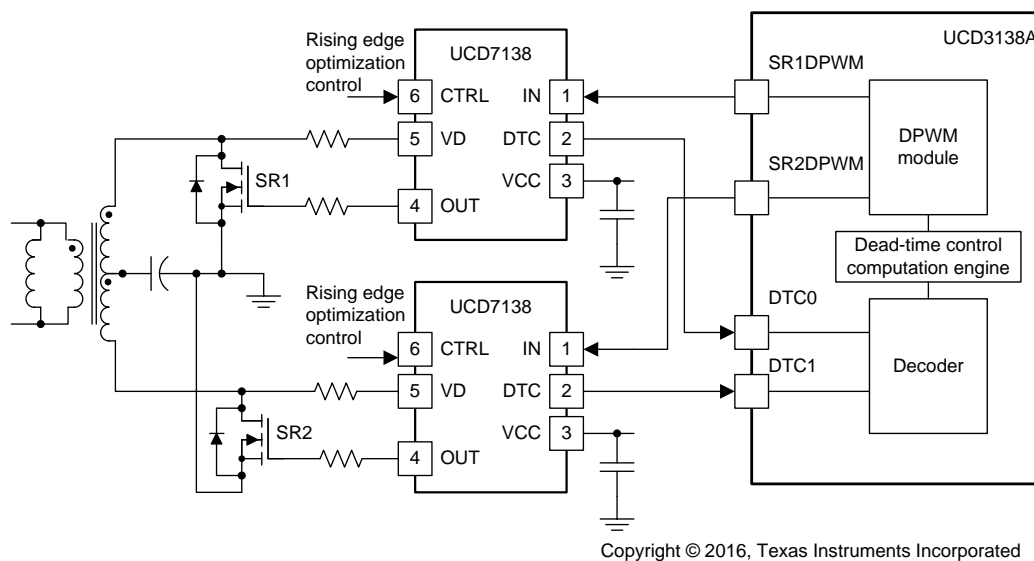 Rising edge
optimization
control
UCD7138
6 CTRL
IN 1
5 VD
DTC 2
VCC 3
4 OUT
SR1
UCD3138A
SR1DPWM
DPWM
module
SR2DPWM
Dead-time control
computation engine
DTC0
Decoder
DTC1
Rising edge
optimization
control
UCD7138
6 CTRL
IN 1
5 VD
DTC 2
VCC 3
4 OUT
SR2
Copyright © 2016, Texas Instruments Incorporated